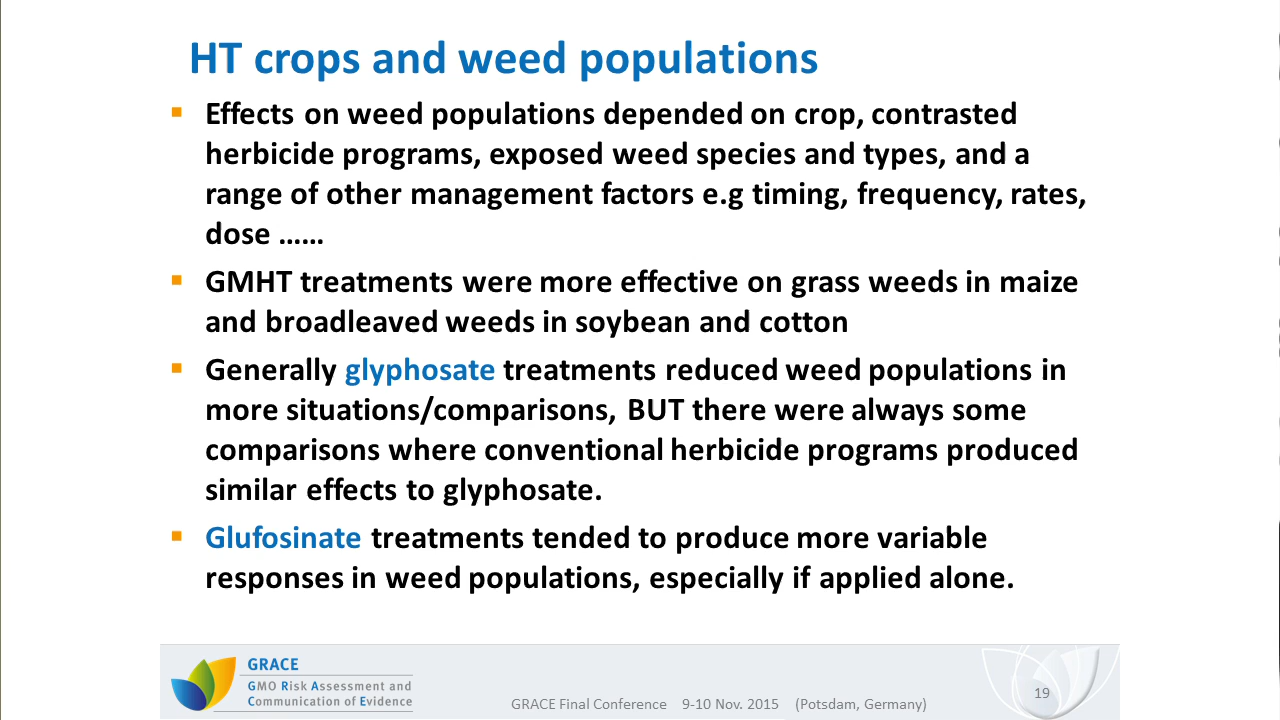 HT crops and weed populations
Effects on weed populations depended on crop, contrasted
herbicide programs, exposed weed species and types, and a
range of other management factors e.g timing, frequency, rates,
dose ......
GMHT treatments were more effective on grass weeds in maize
and broadleaved weeds in soybean and cotton
Generally glyphosate treatments reduced weed populations in
more situations/comparisons, BUT there were always some
comparisons where conventional herbicide programs produced
similar effects to glyphosate.
Glufosinate treatments tended to produce more variable
responses in weed populations, especially if applied alone.
GRACE
GMO Risk Assessment and
Communication of Evidence
GRACE Final Conference 9-10 Nov. 2015 (Potsdam, Germany)
19